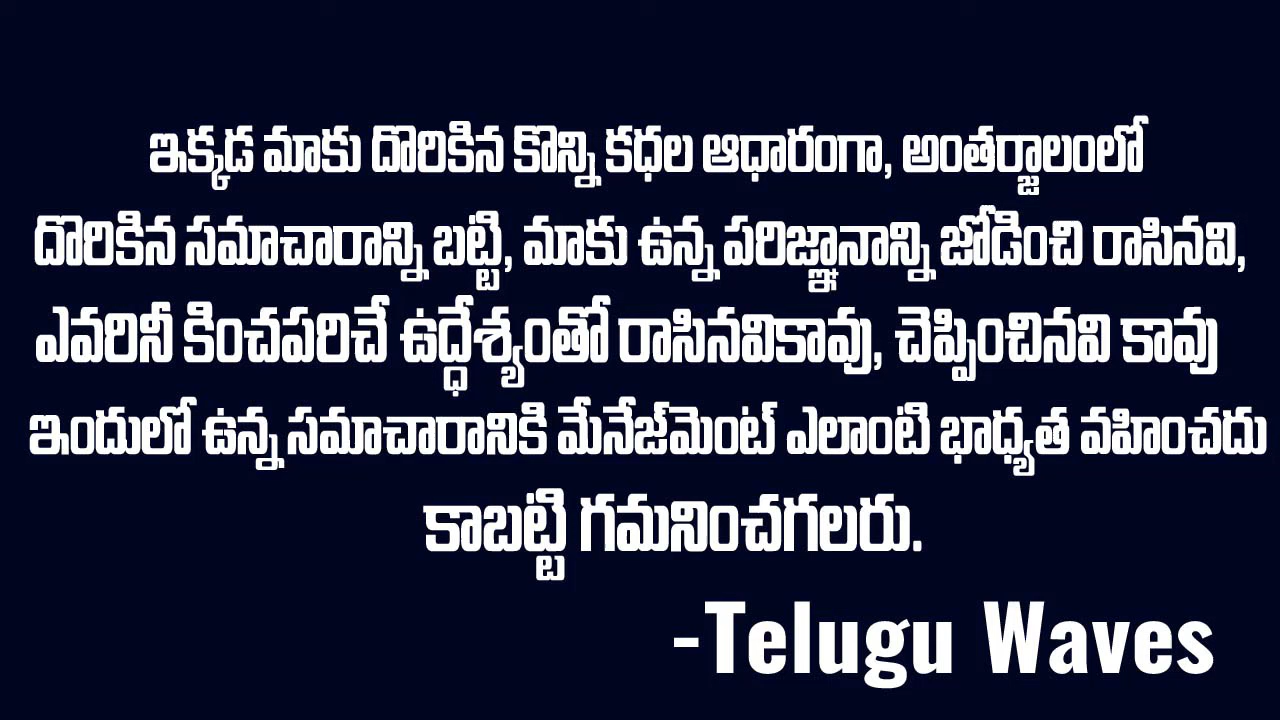 ఇక్కడ మాకు దొరికిన కొన్ని కధల ఆధారంగా, అంతర్జాలంలో
దొరికిన సమాచారాన్ని బట్టి, మాకు ఉన్న పరిజ్ఞానాన్ని జోడించి రాసినవి,
ఎవరినీ కించపరిచే ఉద్ధేశ్యంతో రాసినవికావు, చెప్పించినవి కావు
ఇందులో ఉన్న సమాచారానికి మేనేజ్‌మెంట్ ఎలాంటి భాధ్యత వహించదు
కాబట్టి గమనించగలరు.
-Telugu Waves